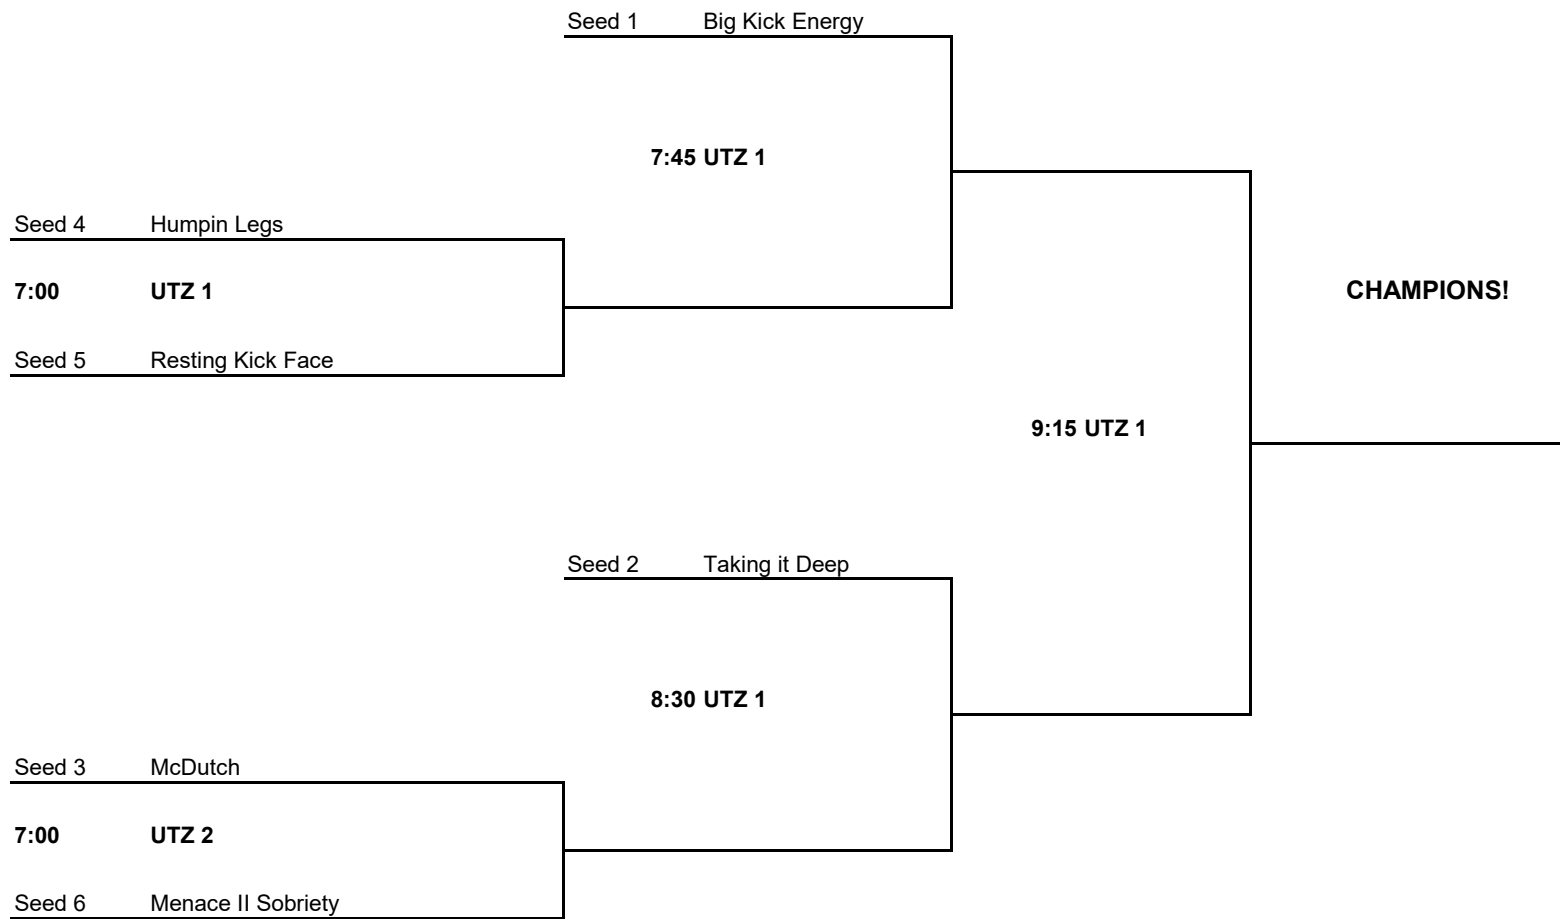 Seed 1 Big Kick Energy
7:45 UTZ 1
Seed 4 Humpin Legs
7:00 UTZ 1
CHAMPIONS!
Seed 5 Resting Kick Face
9:15 UTZ 1
Seed 2 Taking it Deep
8:30 UTZ 1
Seed 3 McDutch
7:00 UTZ 2
Seed 6 Menace II Sobriety